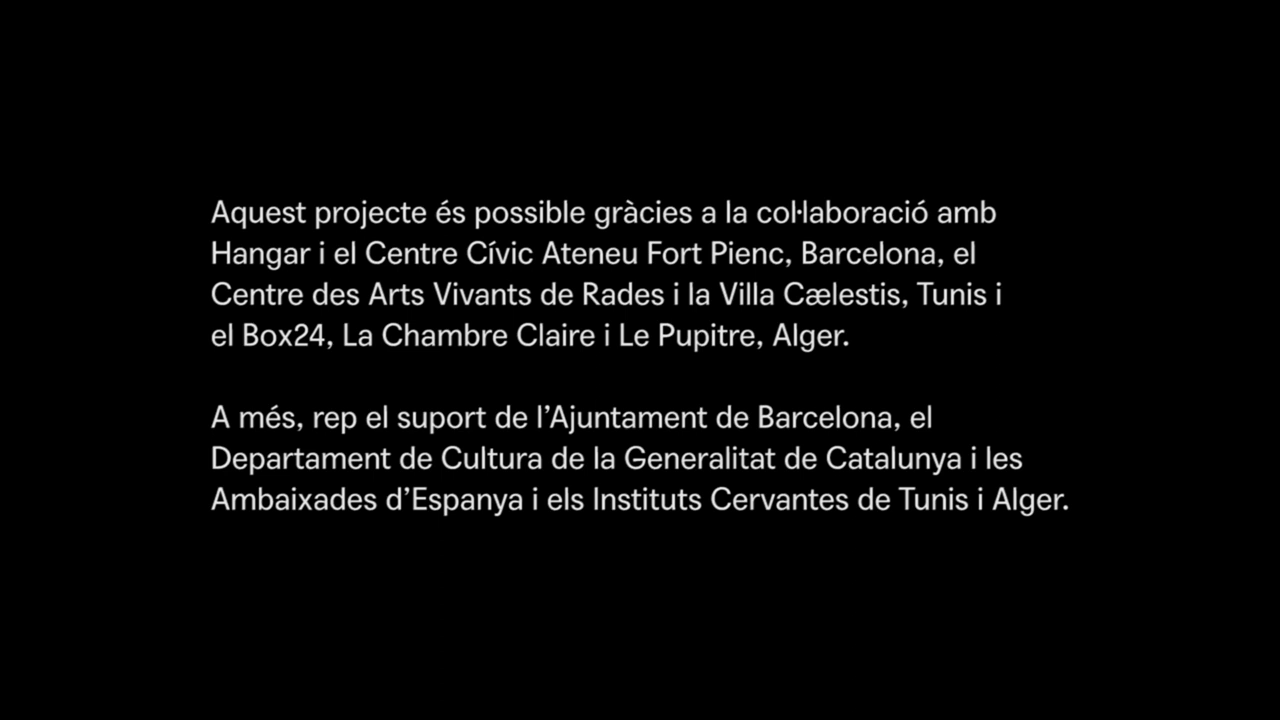 Aquest projecte és possible gràcies a la col·laboració amb
Hangar i el Centre Cívic Ateneu Fort Pienc, Barcelona, el
Centre des Arts Vivants de Rades i la Villa Cælestis, Tunis i
el Box24, La Chambre Claire i Le Pupitre, Alger.
A més, rep el suport de l’Ajuntament de Barcelona, el
Departament de Cultura de la Generalitat de Catalunya i les
Ambaixades d’Espanya i els Instituts Cervantes de Tunis i Alger.